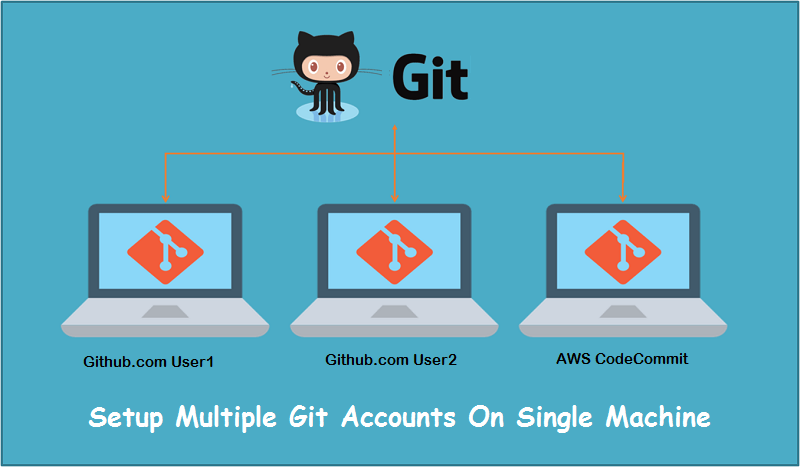 Git
Github.com User1
Github.com User2
AWS CodeCommit
Setup Multiple Git Accounts On Single Machine